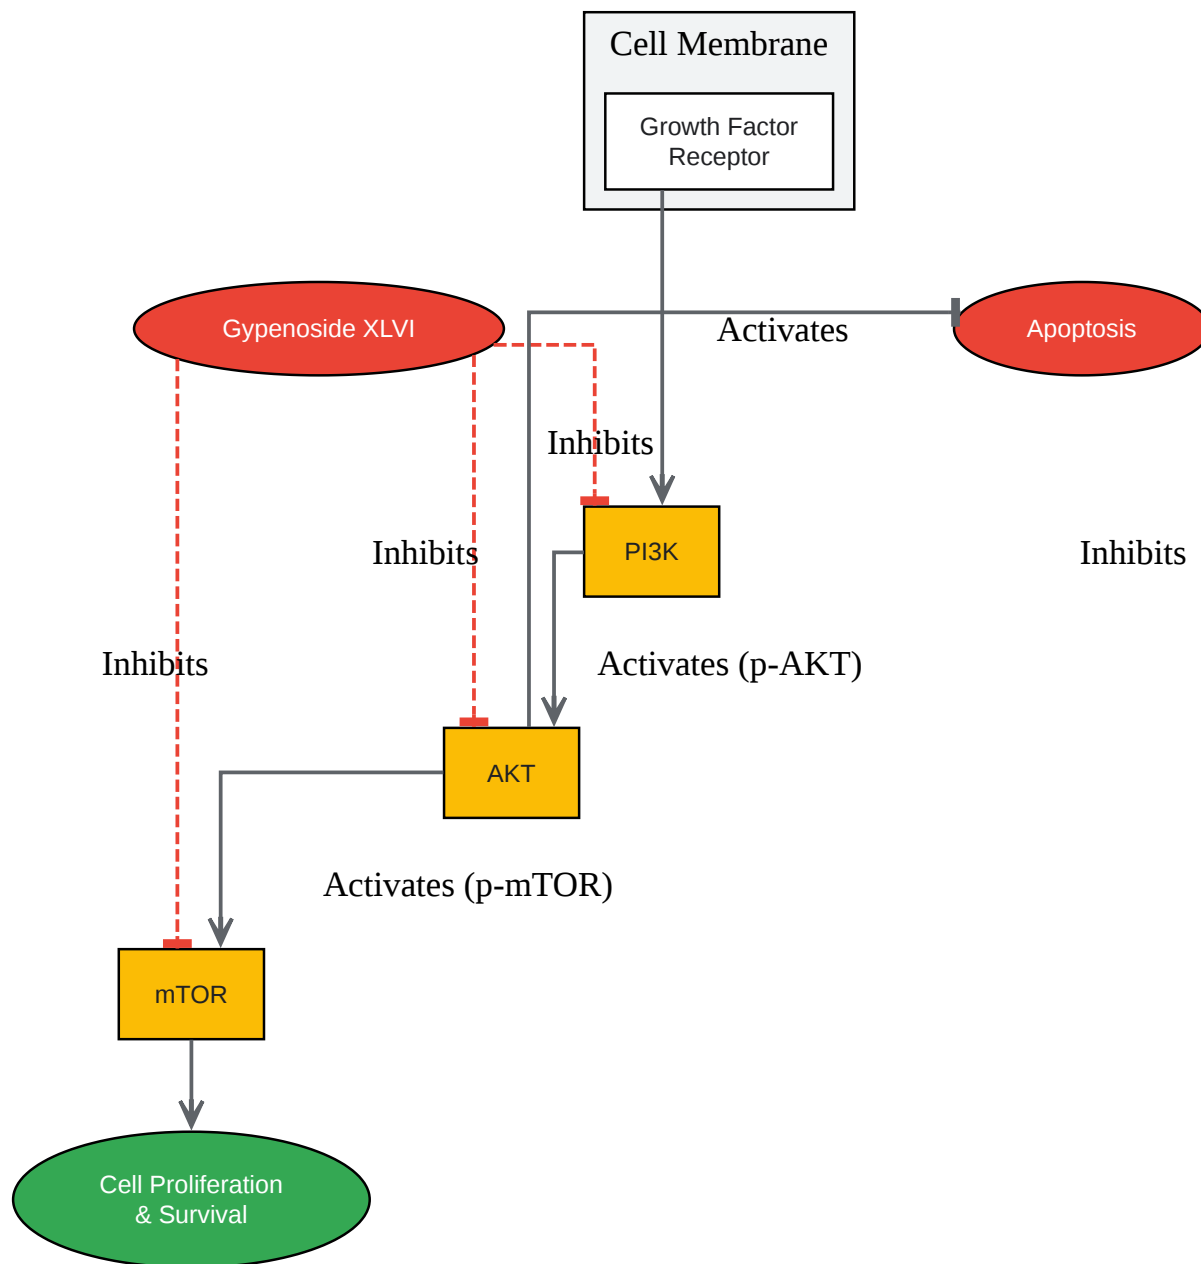 Cell Membrane
Growth Factor
Receptor
Gypenoside XLVI
Activates
Apoptosis
Inhibits
Inhibits
PI3K
Inhibits
Inhibits
Activates (p-AKT)
AKT
Activates (p-mTOR)
mTOR
Cell Proliferation
& Survival